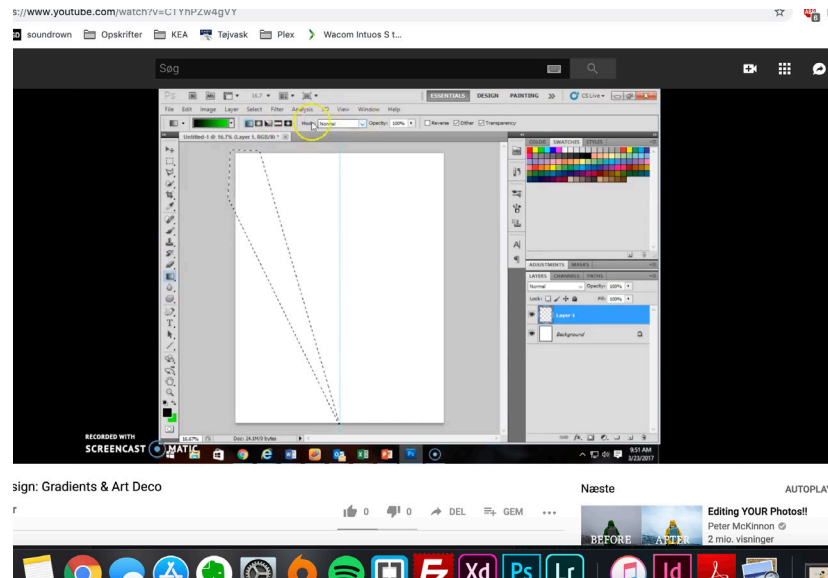 s://www.youtube.com/watch?v=CTYhPZw4gVY
soundrown Opskrifter KEA Tøjvask Plex Wacom Intuos S t...
Søg
Ps Mb 16.7 ESSENTIALS DESIGN PAINTING >> CS Live
File Edit Image Layer Select Filter Analysis 3D View Window Help
Mode: Normal Opacity: 100% Reverse Dither Transparency
Untitled-1 @ 16.7% (Layer 1, RGB/8) *
COLOR SWATCHES STYLES
ADJUSTMENTS MASKS
LAYERS CHANNELS PATHS
Normal Opacity: 100%
Lock: Fill: 100%
Layer 1
Background
16.67% Doc: 24.1M/0 bytes
RECORDED WITH
SCREENCAST MATIC
9:51 AM
3/23/2017
sign: Gradients & Art Deco
r
0 0 DEL GEM
Næste AUTOPLAY
Editing YOUR Photos!!
Peter McKinnon
2 mio. visninger
BEFORE AFTER
Xd Ps Lr Id